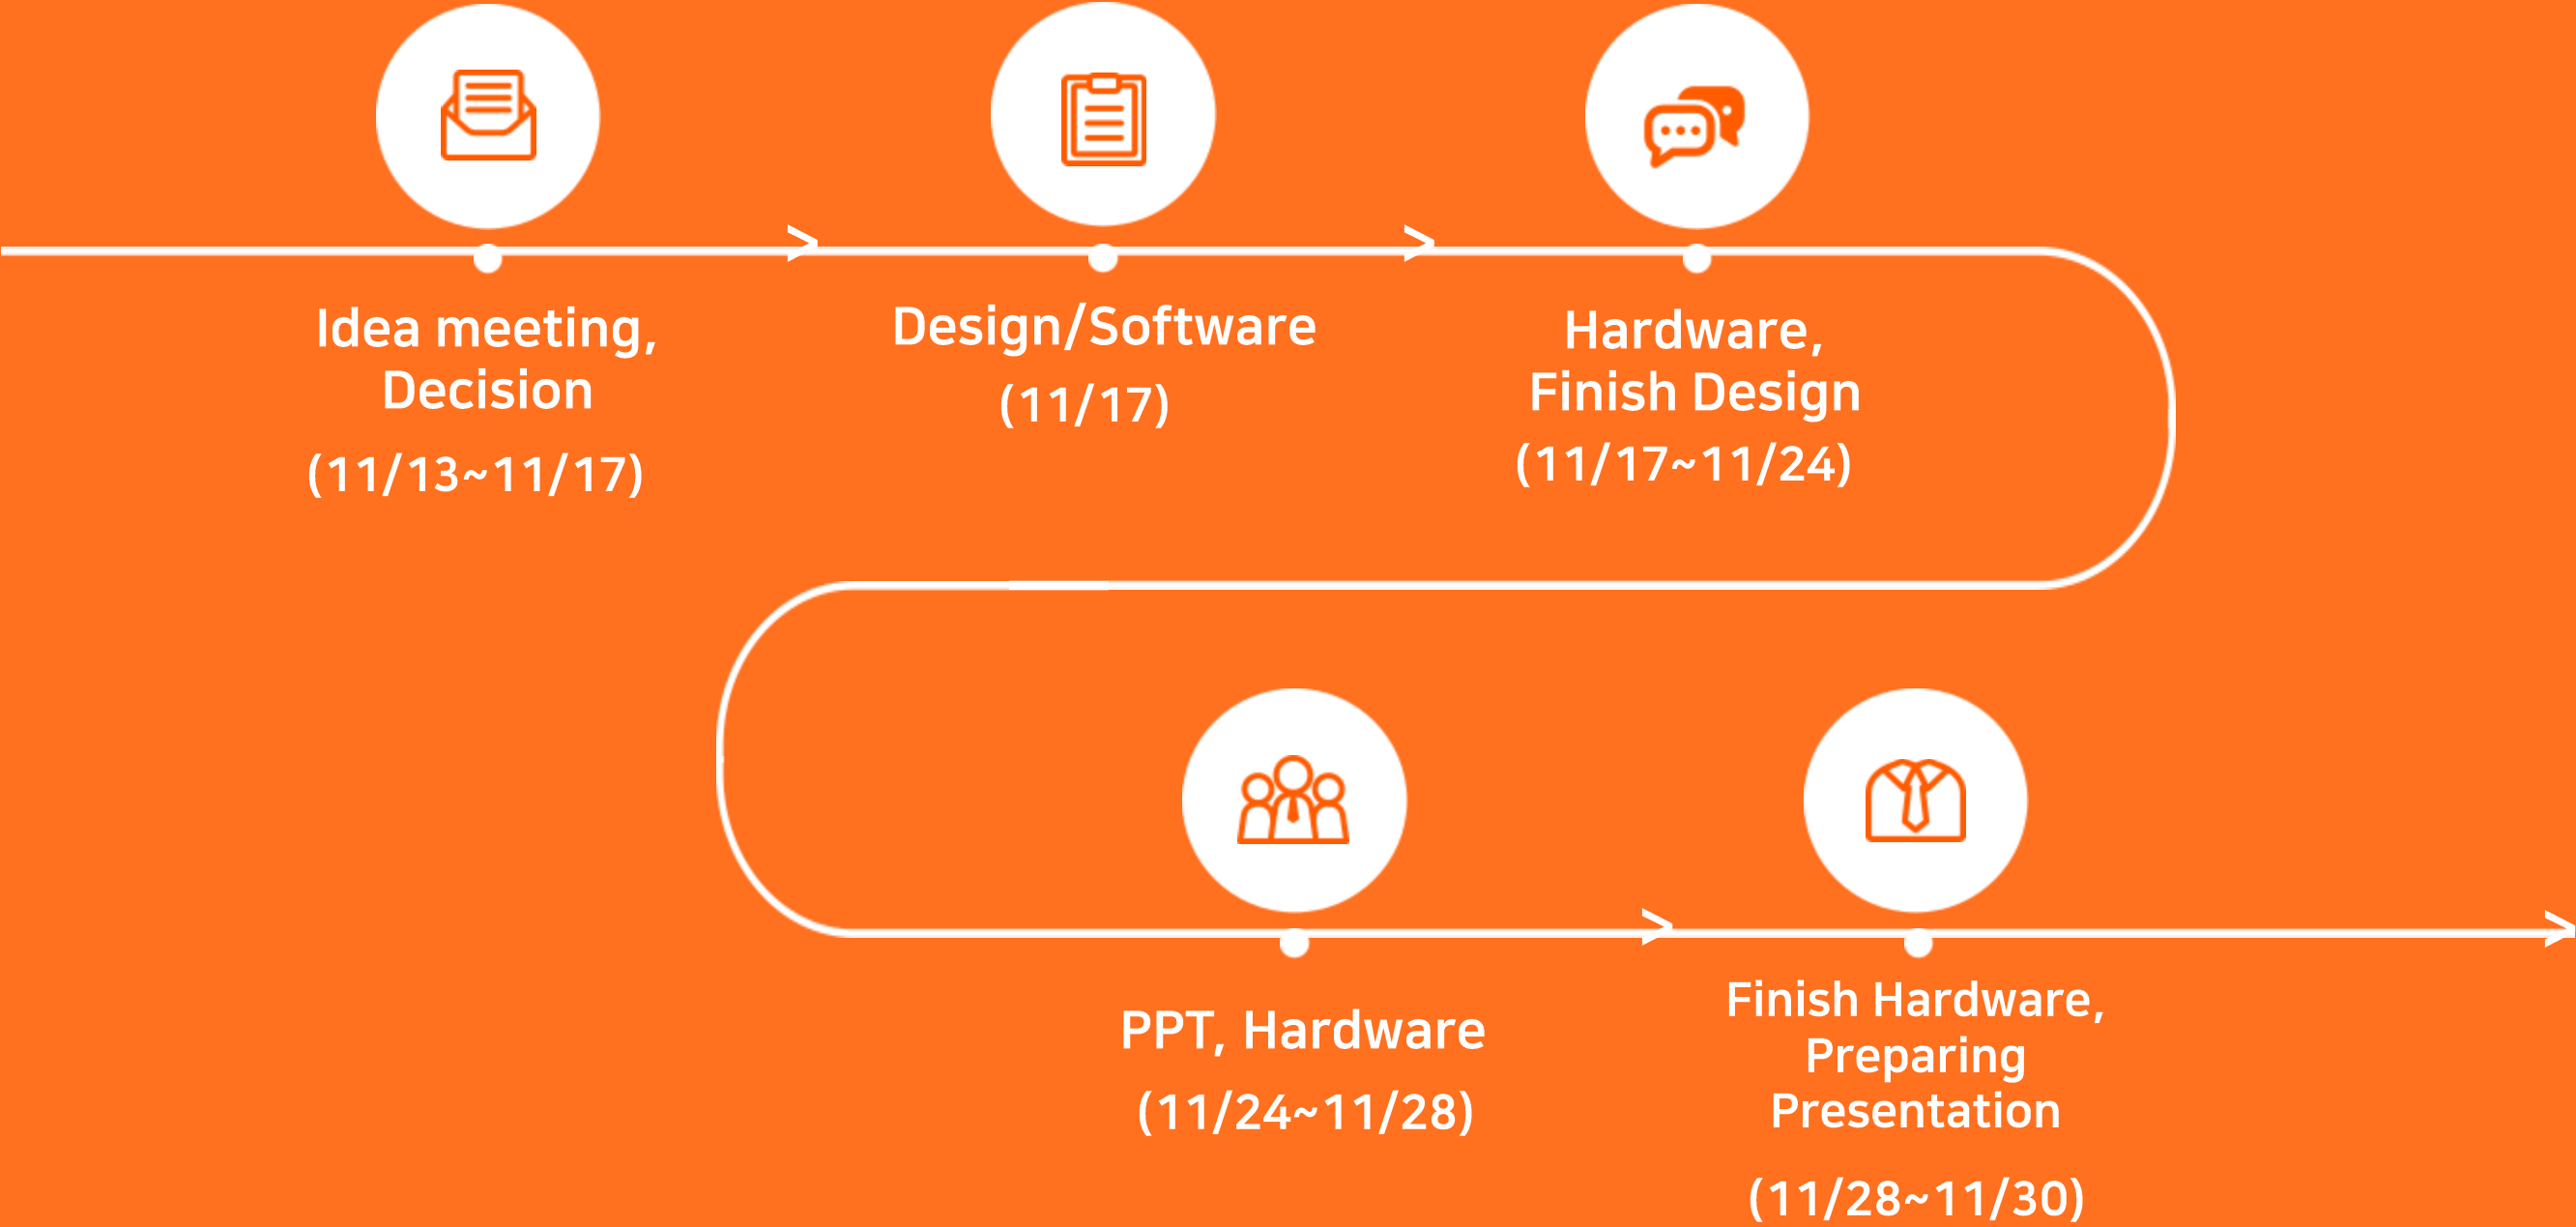 Idea meeting,
Decision
(11/13~11/17)
Design/Software
(11/17)
Hardware,
Finish Design
(11/17~11/24)
PPT, Hardware
(11/24~11/28)
Finish Hardware,
Preparing
Presentation
(11/28~11/30)